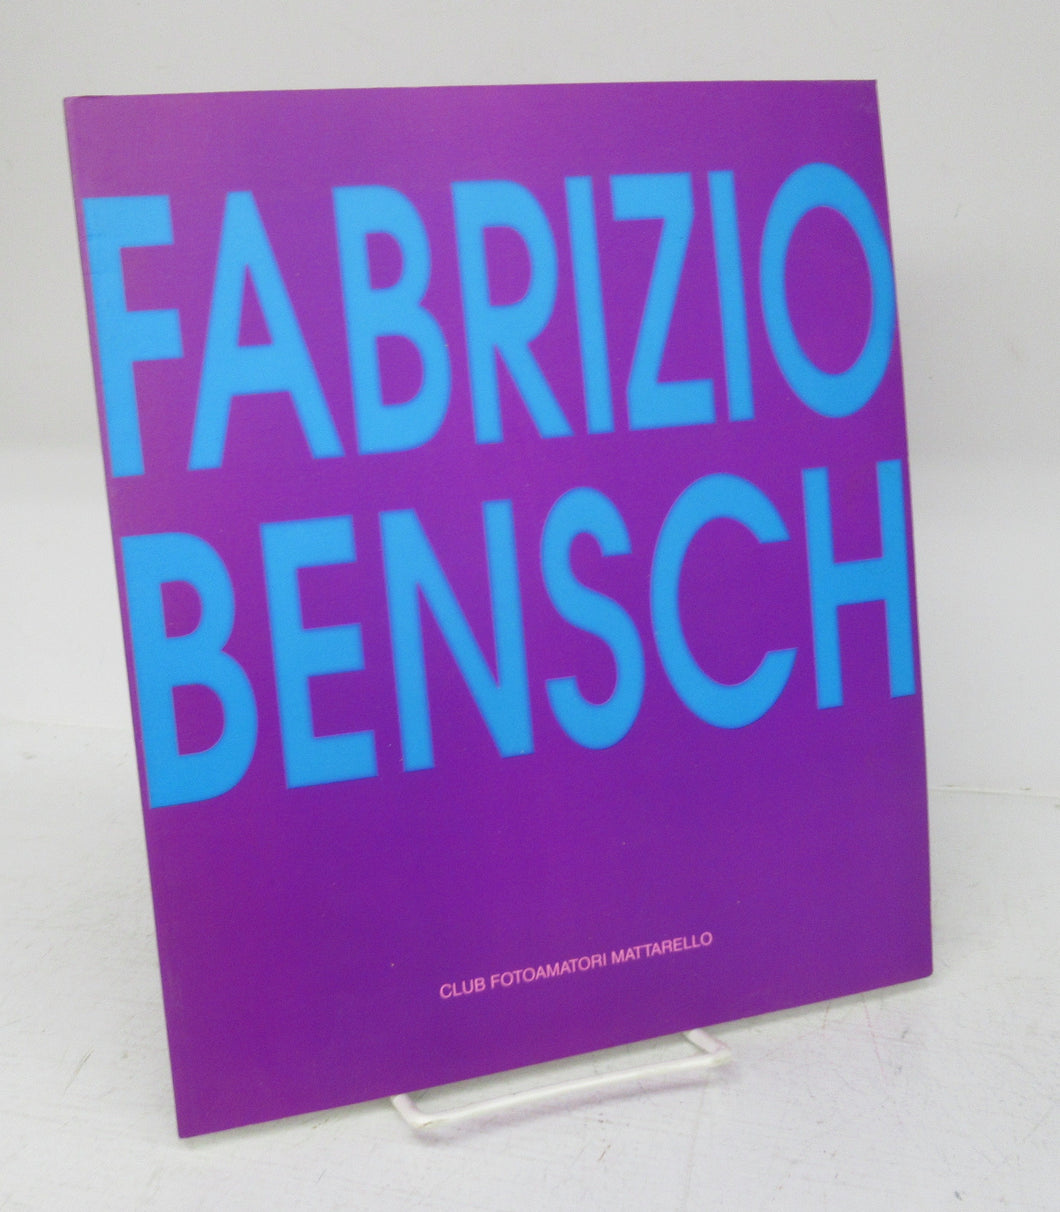 FABRIZIO
BENSCH
CLUB FOTOAMATORI MATTARELLO